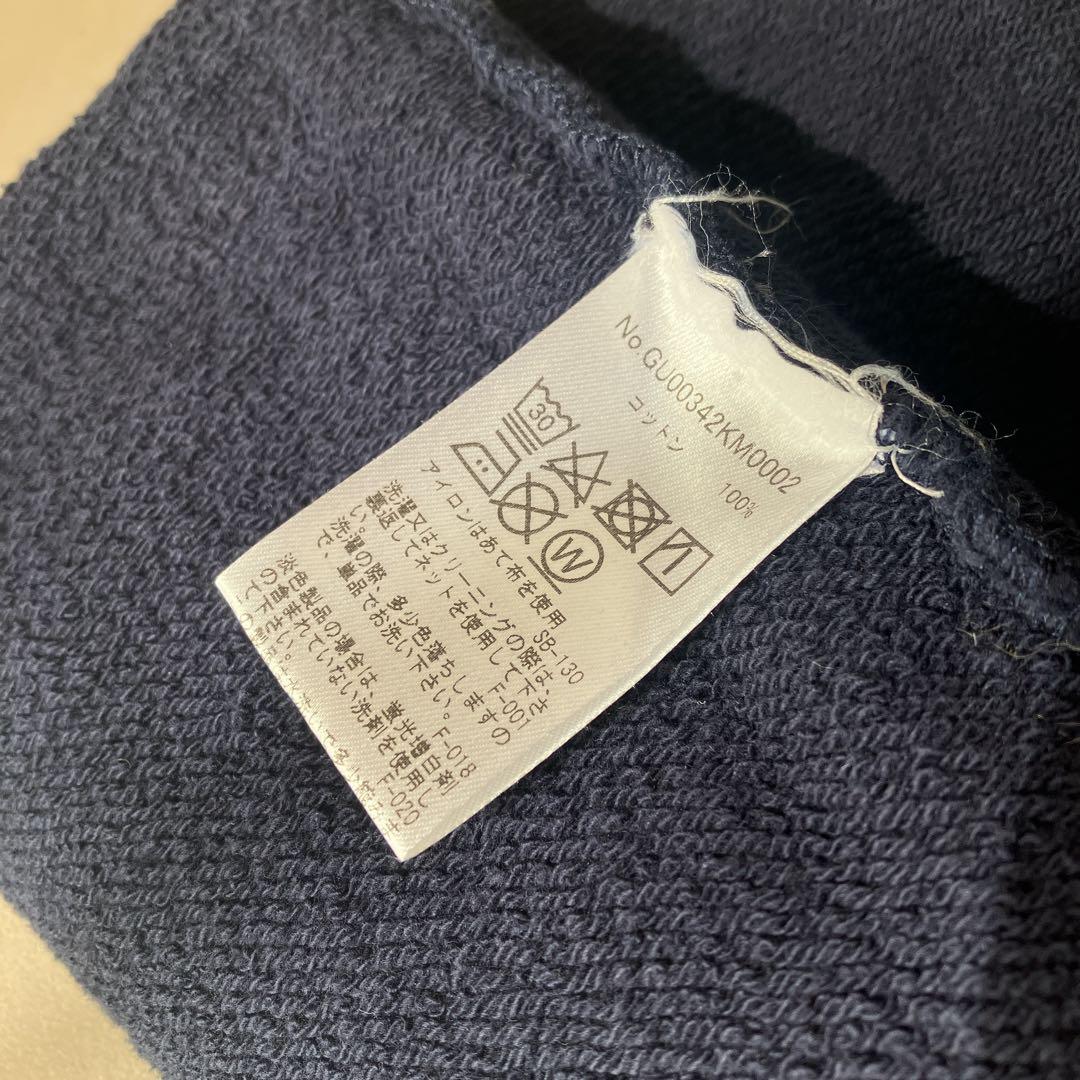 No.GU00342KM0002
コットン 100%
30
W
アイロンはあて布を使用 SB-130
洗濯又はクリーニングの際は、
裏返してネットを使用して下さ
い。 F-001
洗濯の際、多少色落ちしますの
で、単品でお洗い下さい。 F-018
淡色製品の場合は、蛍光増白剤
の含まれていない洗剤を使用し
て下さい。 F-020